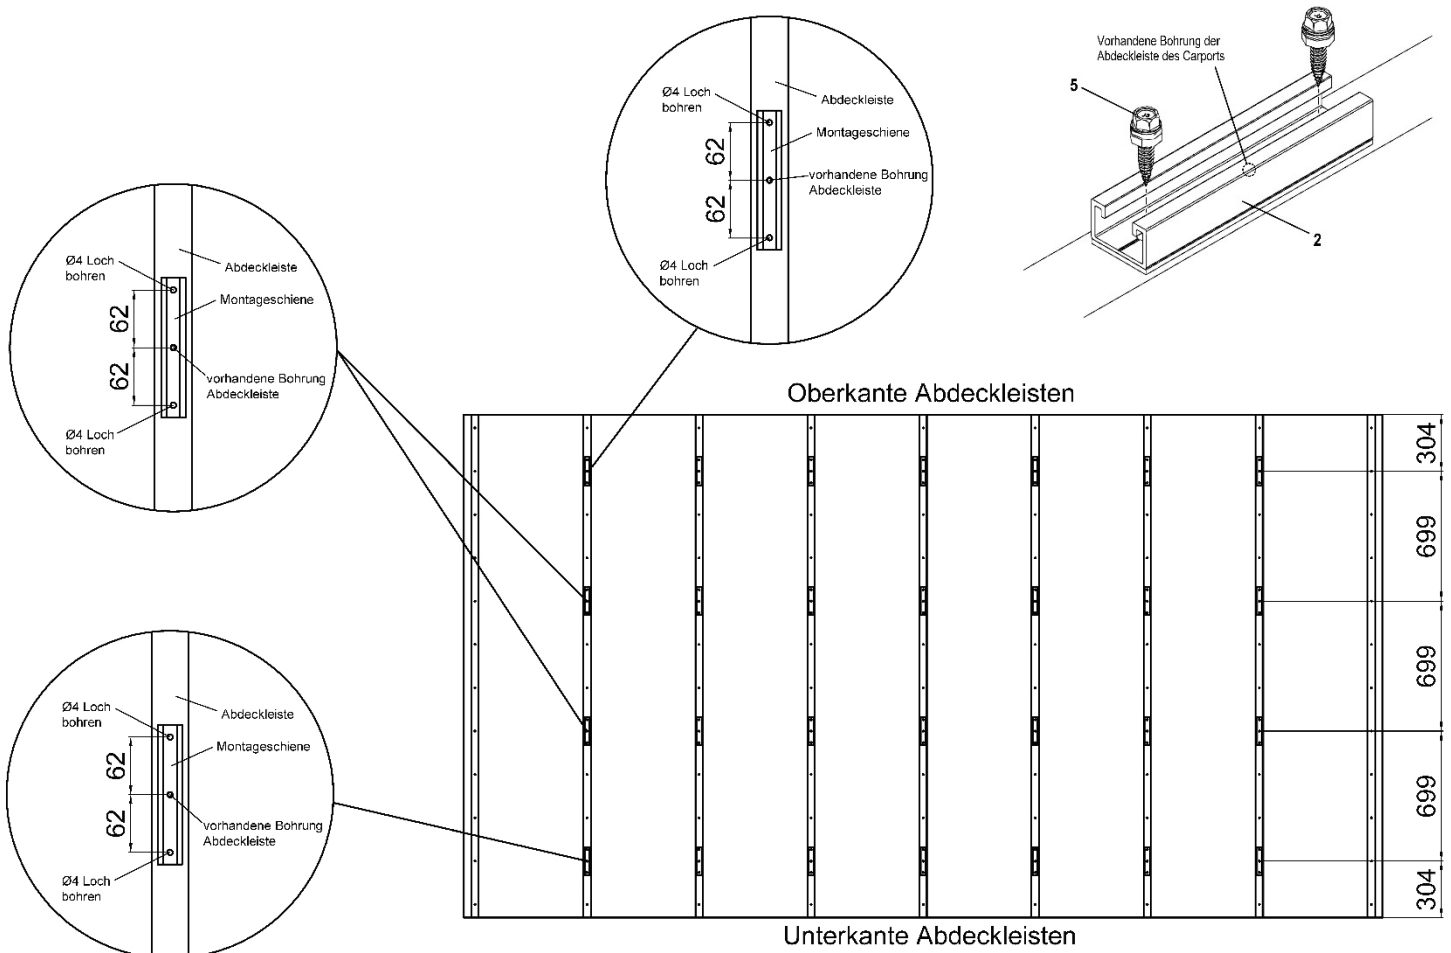 Ø4 Loch
bohren
62
62
Abdeckleiste
Montageschiene
vorhandene Bohrung
Abdeckleiste
Ø4 Loch
bohren
Vorhandene Bohrung der
Abdeckleiste des Carports
5
2
Ø4 Loch
bohren
62
62
Abdeckleiste
Montageschiene
vorhandene Bohrung
Abdeckleiste
Ø4 Loch
bohren
Oberkante Abdeckleisten
304
699
699
699
304
Ø4 Loch
bohren
62
62
Abdeckleiste
Montageschiene
vorhandene Bohrung
Abdeckleiste
Ø4 Loch
bohren
Unterkante Abdeckleisten